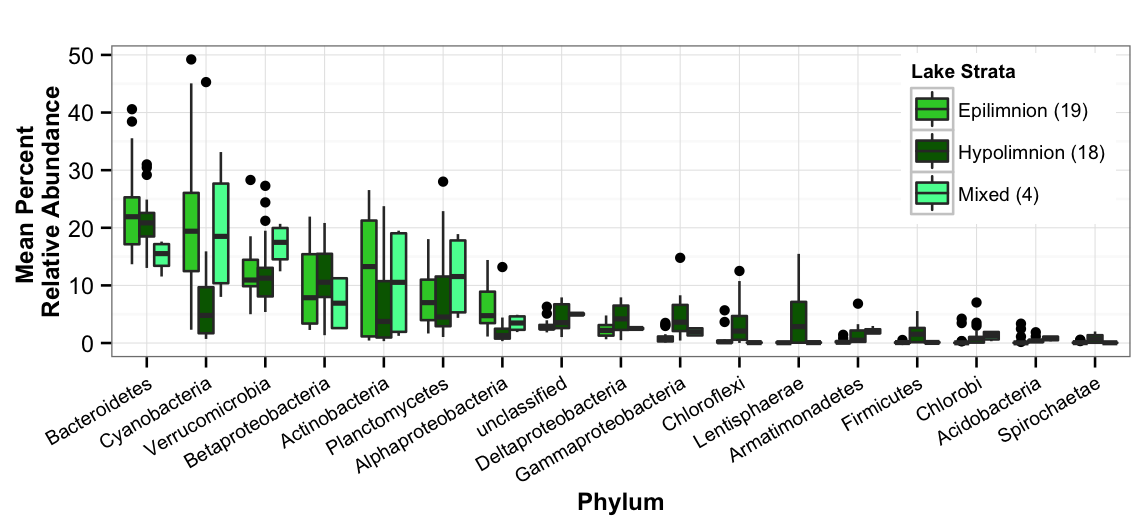 Mean Percent
Relative Abundance
50
40
30
20
10
0
Lake Strata
Epilimnion (19)
Hypolimnion (18)
Mixed (4)
Bacteroidetes
Cyanobacteria
Verrucomicrobia
Betaproteobacteria
Actinobacteria
Planctomycetes
Alphaproteobacteria
unclassified
Deltaproteobacteria
Gammaproteobacteria
Chloroflexi
Lentisphaerae
Armatimonadetes
Firmicutes
Chlorobi
Acidobacteria
Spirochaetae
Phylum